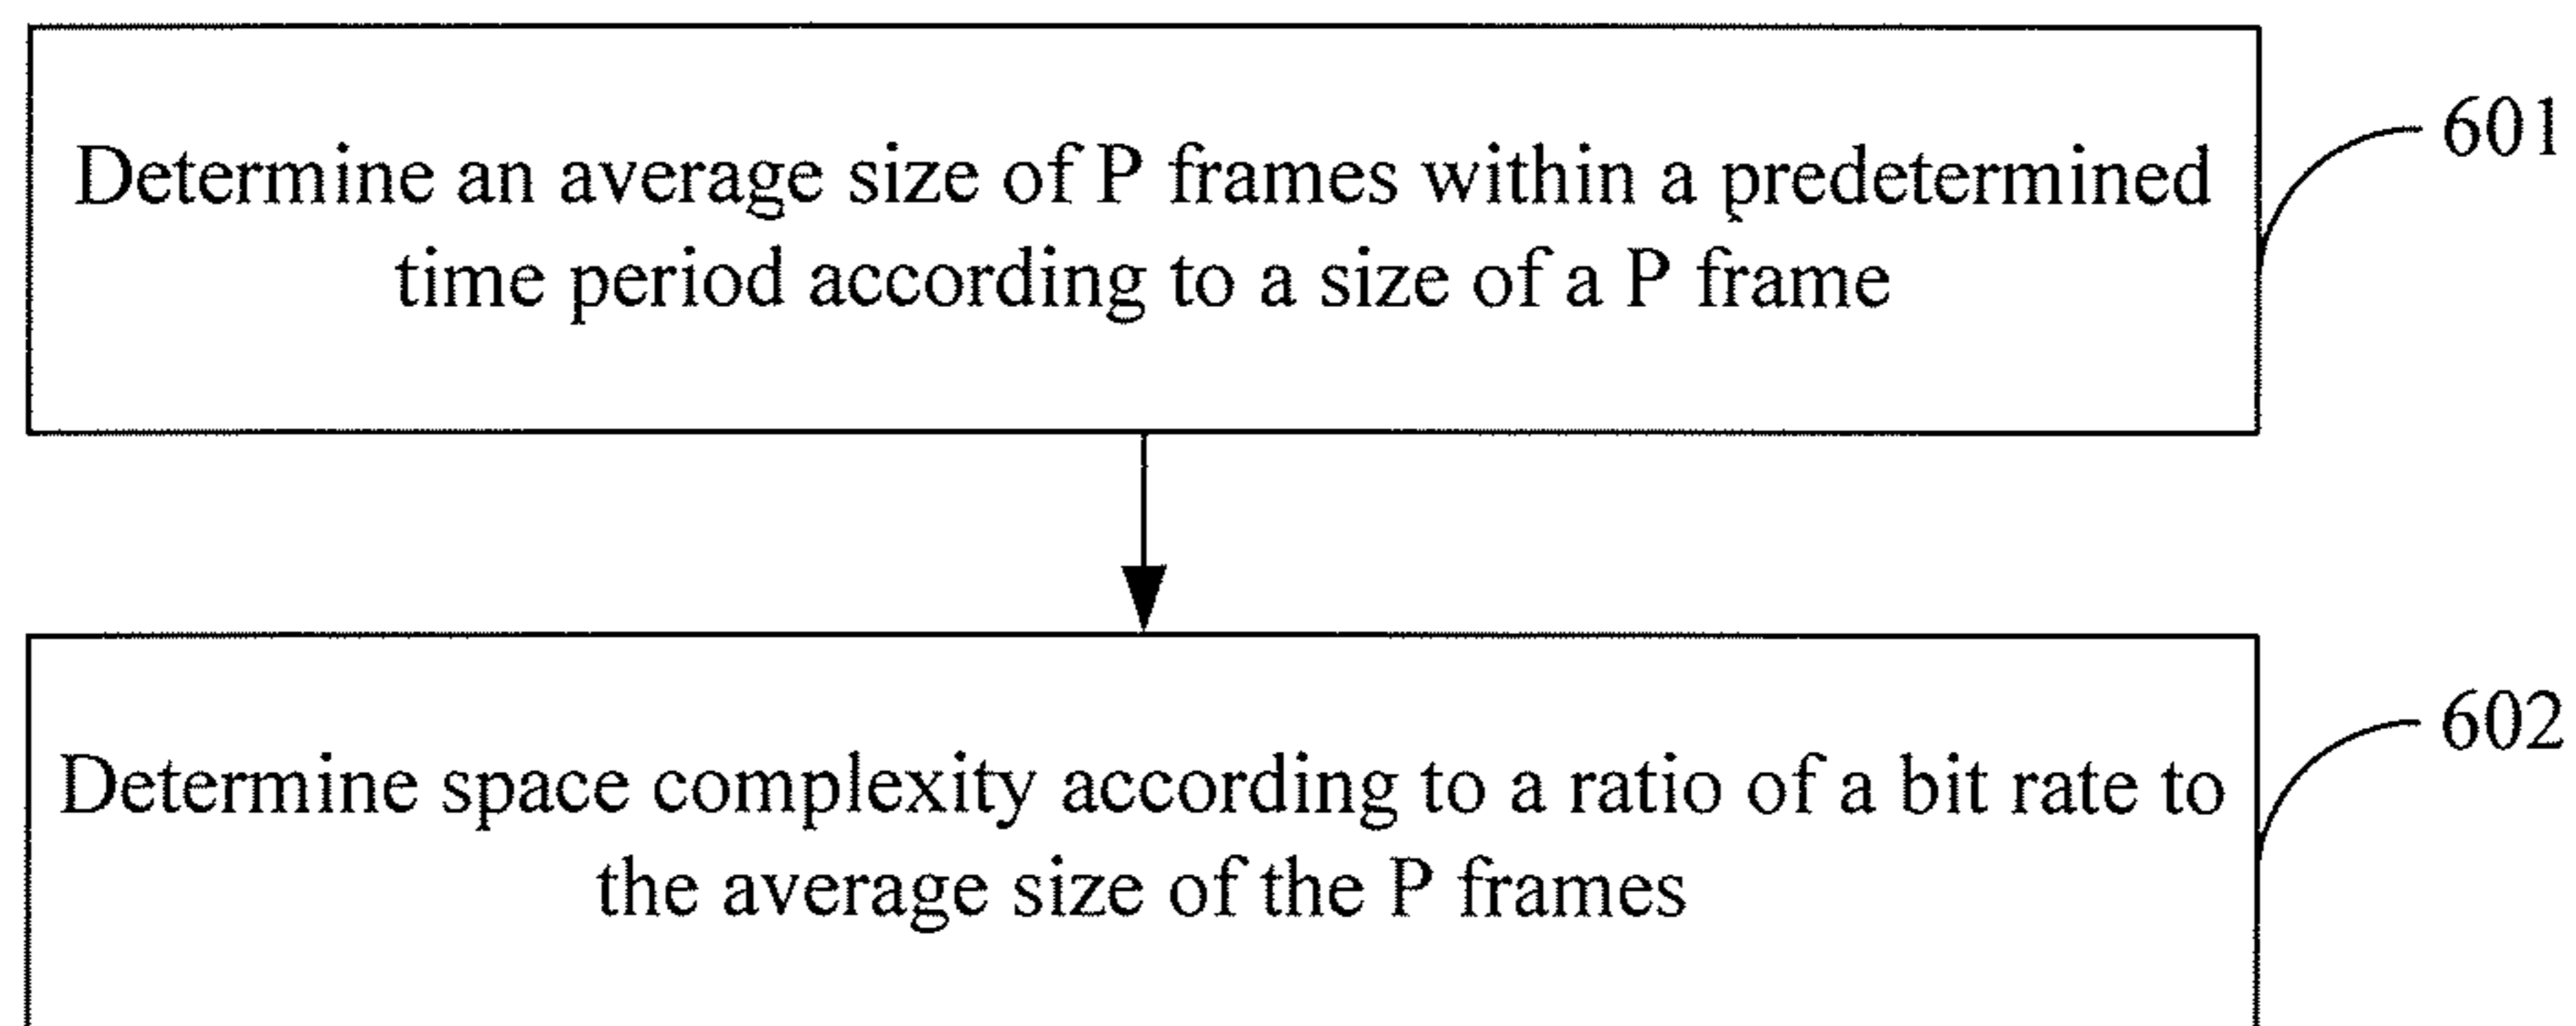 Determine an average size of P frames within a predetermined
time period according to a size of a P frame
601
Determine space complexity according to a ratio of a bit rate to
the average size of the P frames
602